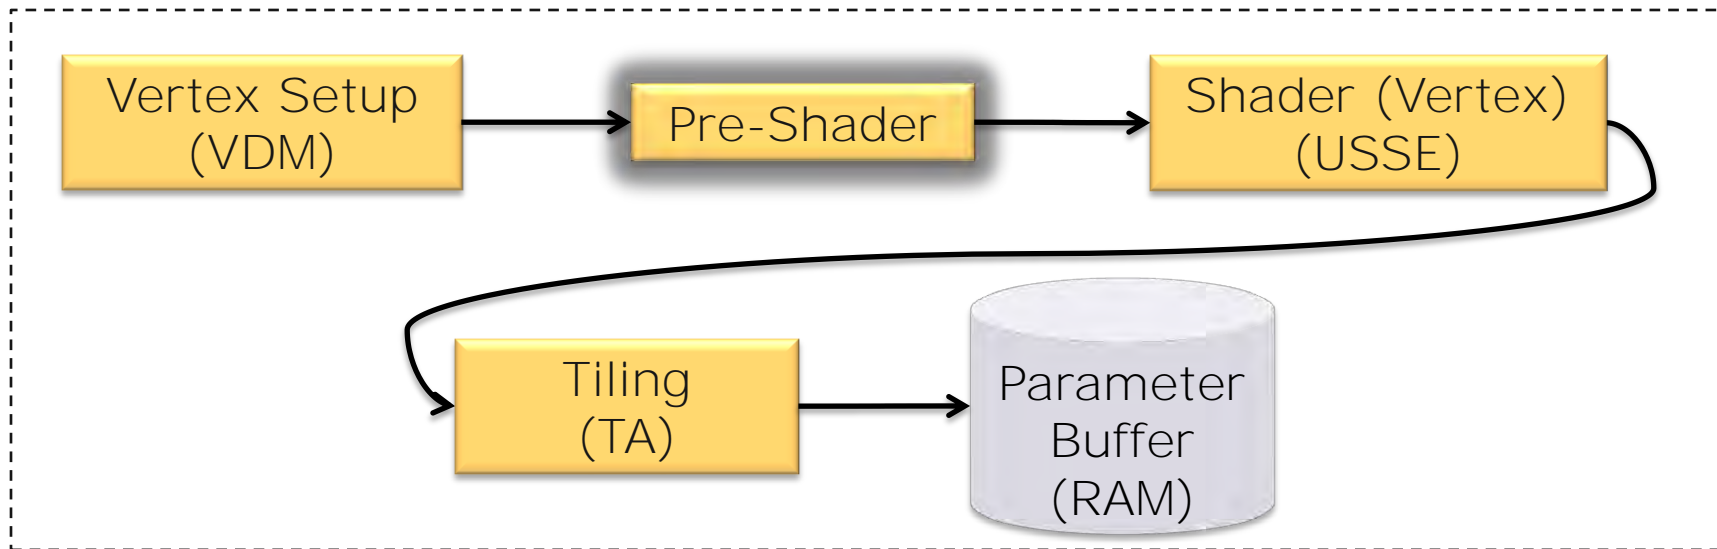 Vertex Setup
(VDM)
Pre-Shader
Shader (Vertex)
(USSE)
Tiling
(TA)
Parameter
Buffer
(RAM)